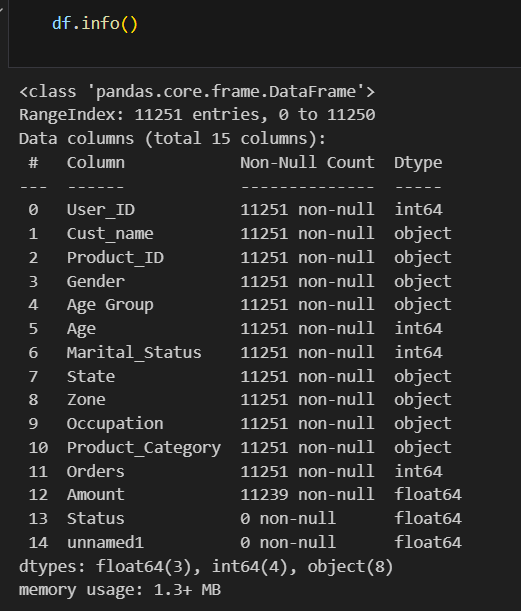 df.info()
<class 'pandas.core.frame.DataFrame'>
RangeIndex: 11251 entries, 0 to 11250
Data columns (total 15 columns):
 #   Column            Non-Null Count  Dtype
---  ------            --------------  -----
 0   User_ID           11251 non-null  int64
 1   Cust_name         11251 non-null  object
 2   Product_ID        11251 non-null  object
 3   Gender            11251 non-null  object
 4   Age Group         11251 non-null  object
 5   Age               11251 non-null  int64
 6   Marital_Status    11251 non-null  int64
 7   State             11251 non-null  object
 8   Zone              11251 non-null  object
 9   Occupation        11251 non-null  object
 10  Product_Category  11251 non-null  object
 11  Orders            11251 non-null  int64
 12  Amount            11239 non-null  float64
 13  Status            0 non-null      float64
 14  unnamed1          0 non-null      float64
dtypes: float64(3), int64(4), object(8)
memory usage: 1.3+ MB